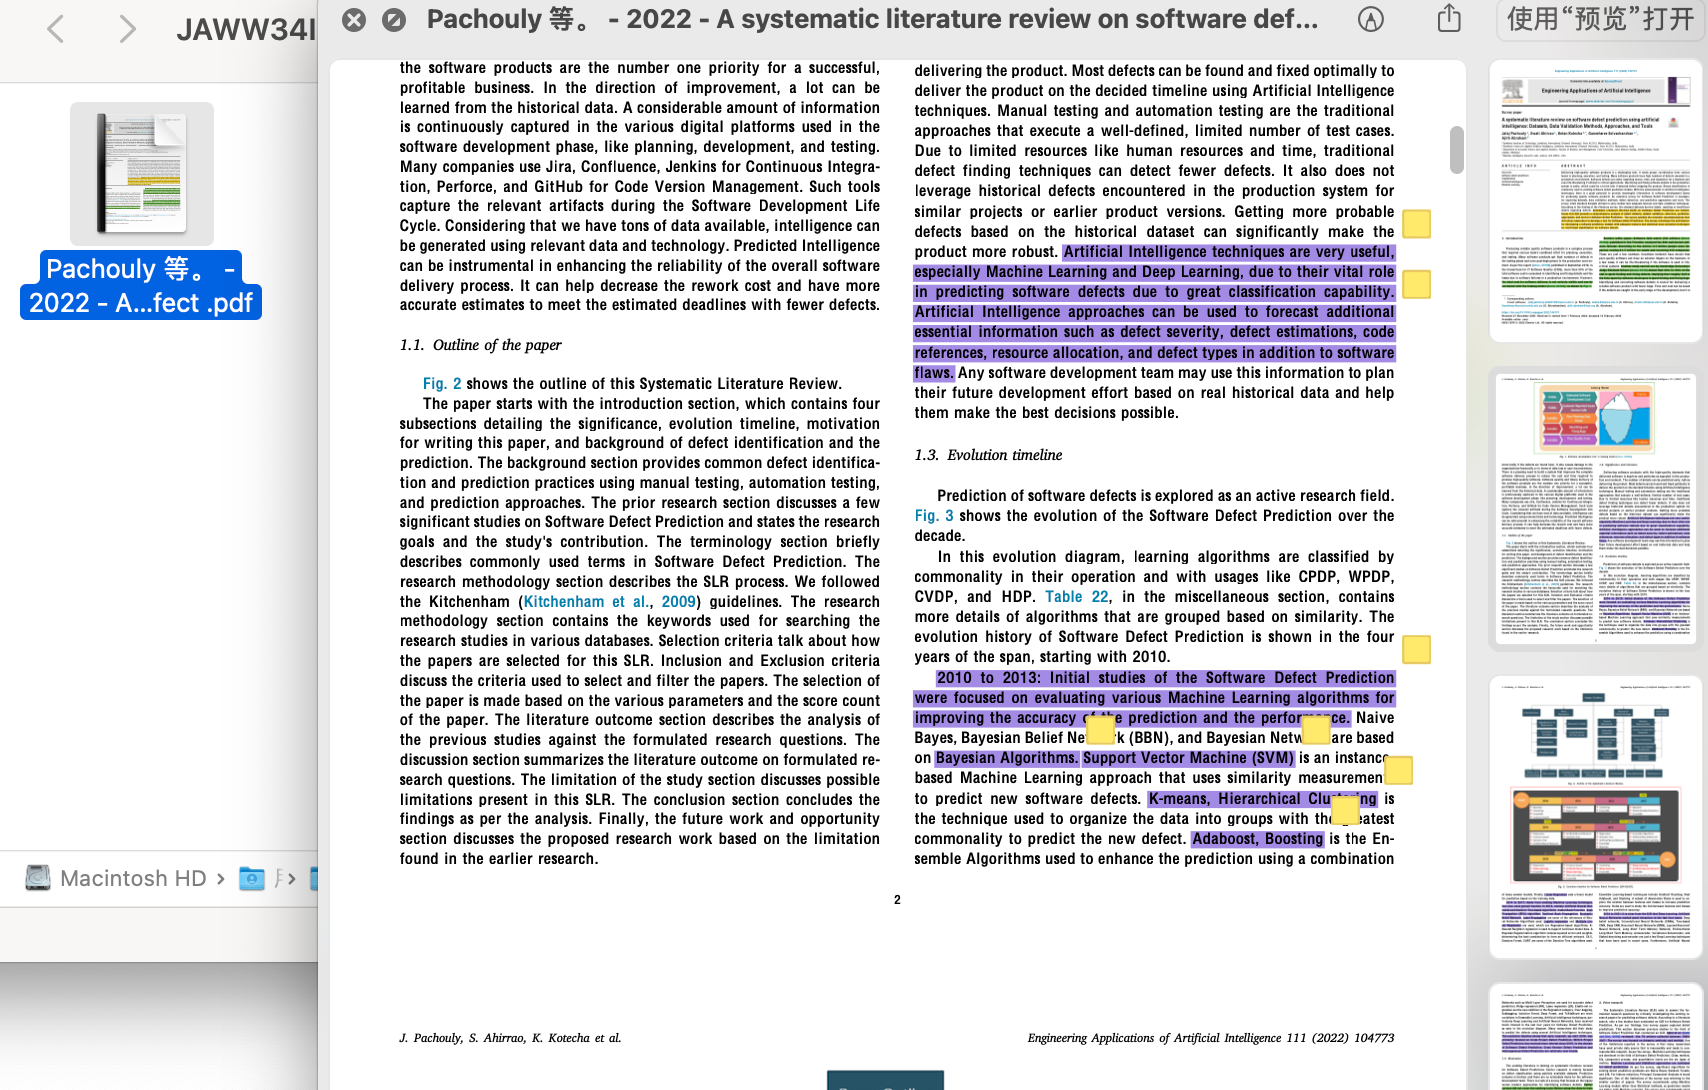 JAWW34I
Pachouly 等。 - 2022 - A systematic literature review on software def...
使用“预览”打开
Pachouly 等。 -
2022 - A...fect .pdf
Macintosh HD
the software products are the number one priority for a successful,
profitable business. In the direction of improvement, a lot can be
learned from the historical data. A considerable amount of information
is continuously captured in the various digital platforms used in the
software development phase, like planning, development, and testing.
Many companies use Jira, Confluence, Jenkins for Continuous Integra-
tion, Perforce, and GitHub for Code Version Management. Such tools
capture the relevant artifacts during the Software Development Life
Cycle. Considering that we have tons of data available, intelligence can
be generated using relevant data and technology. Predicted Intelligence
can be instrumental in enhancing the reliability of the overall software
delivery process. It can help decrease the rework cost and have more
accurate estimates to meet the estimated deadlines with fewer defects.
1.1. Outline of the paper
Fig. 2 shows the outline of this Systematic Literature Review.
The paper starts with the introduction section, which contains four
subsections detailing the significance, evolution timeline, motivation
for writing this paper, and background of defect identification and the
prediction. The background section provides common defect identifica-
tion and prediction practices using manual testing, automation testing,
and prediction approaches. The prior research section discusses a few
significant studies on Software Defect Prediction and states the research
goals and the study's contribution. The terminology section briefly
describes commonly used terms in Software Defect Prediction. The
research methodology section describes the SLR process. We followed
the Kitchenham (Kitchenham et al., 2009) guidelines. The research
methodology section contains the keywords used for searching the
research studies in various databases. Selection criteria talk about how
the papers are selected for this SLR. Inclusion and Exclusion criteria
discuss the criteria used to select and filter the papers. The selection of
the paper is made based on the various parameters and the score count
of the paper. The literature outcome section describes the analysis of
the previous studies against the formulated research questions. The
discussion section summarizes the literature outcome on formulated re-
search questions. The limitation of the study section discusses possible
limitations present in this SLR. The conclusion section concludes the
findings as per the analysis. Finally, the future work and opportunity
section discusses the proposed research work based on the limitation
found in the earlier research.
delivering the product. Most defects can be found and fixed optimally to
deliver the product on the decided timeline using Artificial Intelligence
techniques. Manual testing and automation testing are the traditional
approaches that execute a well-defined, limited number of test cases.
Due to limited resources like human resources and time, traditional
defect finding techniques can detect fewer defects. It also does not
leverage historical defects encountered in the production system for
similar projects or earlier product versions. Getting more probable
defects based on the historical dataset can significantly make the
product more robust. Artificial Intelligence techniques are very useful,
especially Machine Learning and Deep Learning, due to their vital role
in predicting software defects due to great classification capability.
Artificial Intelligence approaches can be used to forecast additional
essential information such as defect severity, defect estimations, code
references, resource allocation, and defect types in addition to software
flaws. Any software development team may use this information to plan
their future development effort based on real historical data and help
them make the best decisions possible.
1.3. Evolution timeline
Prediction of software defects is explored as an active research field.
Fig. 3 shows the evolution of the Software Defect Prediction over the
decade.
In this evolution diagram, learning algorithms are classified by
commonality in their operation and with usages like CPDP, WPDP,
CVDP, and HDP. Table 22, in the miscellaneous section, contains
more details of algorithms that are grouped based on similarity. The
evolution history of Software Defect Prediction is shown in the four
years of the span, starting with 2010.
2010 to 2013: Initial studies of the Software Defect Prediction
were focused on evaluating various Machine Learning algorithms for
improving the accuracy of the prediction and the performance. Naive
Bayes, Bayesian Belief Ne k (BBN), and Bayesian Netw are based
on Bayesian Algorithms. Support Vector Machine (SVM) is an instance
based Machine Learning approach that uses similarity measurement
to predict new software defects. K-means, Hierarchical Clustering is
the technique used to organize the data into groups with the eatest
commonality to predict the new defect. Adaboost, Boosting is the En-
semble Algorithms used to enhance the prediction using a combination
2
J. Pachouly, S. Ahirrao, K. Kotecha et al.
Engineering Applications of Artificial Intelligence 111 (2022) 104773